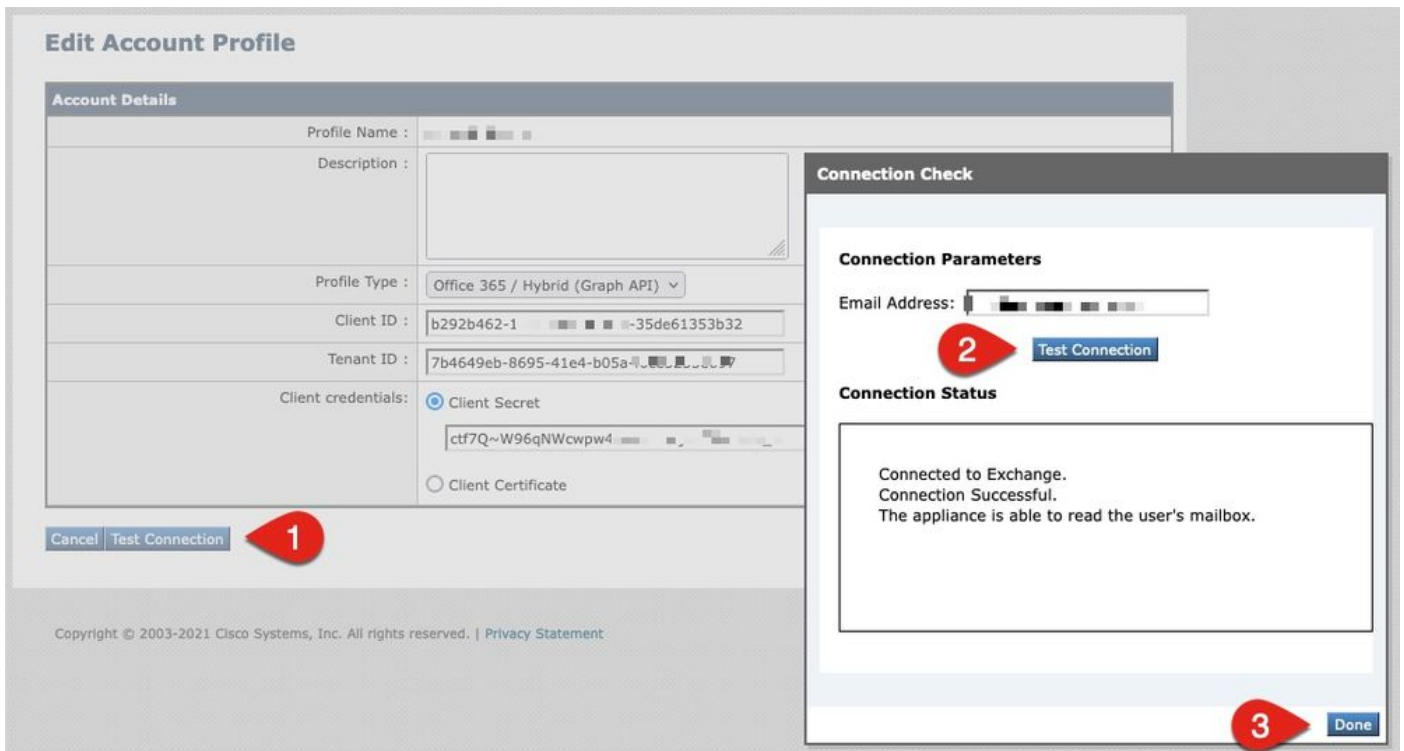 Edit Account Profile
Account Details
Profile Name :
Description :
Profile Type : Office 365 / Hybrid (Graph API)
Client ID : b292b462-1 -35de61353b32
Tenant ID : 7b4649eb-8695-41e4-b05a-
Client credentials: Client Secret
ctf7Q~W96qNWcwpw4
Client Certificate
Cancel Test Connection
1
Copyright © 2003-2021 Cisco Systems, Inc. All rights reserved. | Privacy Statement
Connection Check
Connection Parameters
Email Address:
2
Test Connection
Connection Status
Connected to Exchange.
Connection Successful.
The appliance is able to read the user's mailbox.
3
Done